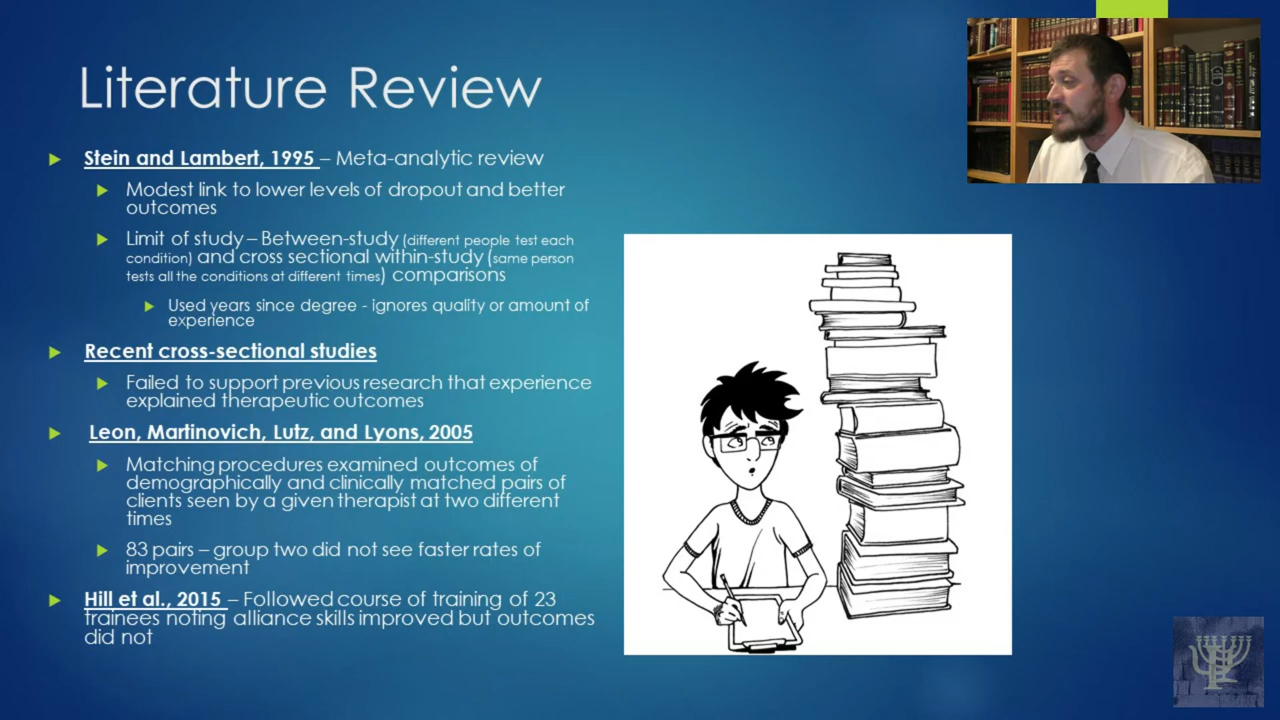 Literature Review
Stein and Lambert, 1995 – Meta-analytic review
Modest link to lower levels of dropout and better
outcomes
Limit of study – Between-study (different people test each
condition) and cross sectional within-study (same person
tests all the conditions at different times) comparisons
Used years since degree - ignores quality or amount of
experience
Recent cross-sectional studies
Failed to support previous research that experience
explained therapeutic outcomes
Leon, Martinovich, Lutz, and Lyons, 2005
Matching procedures examined outcomes of
demographically and clinically matched pairs of
clients seen by a given therapist at two different
times
83 pairs – group two did not see faster rates of
improvement
Hill et al., 2015 – Followed course of training of 23
trainees noting alliance skills improved but outcomes
did not